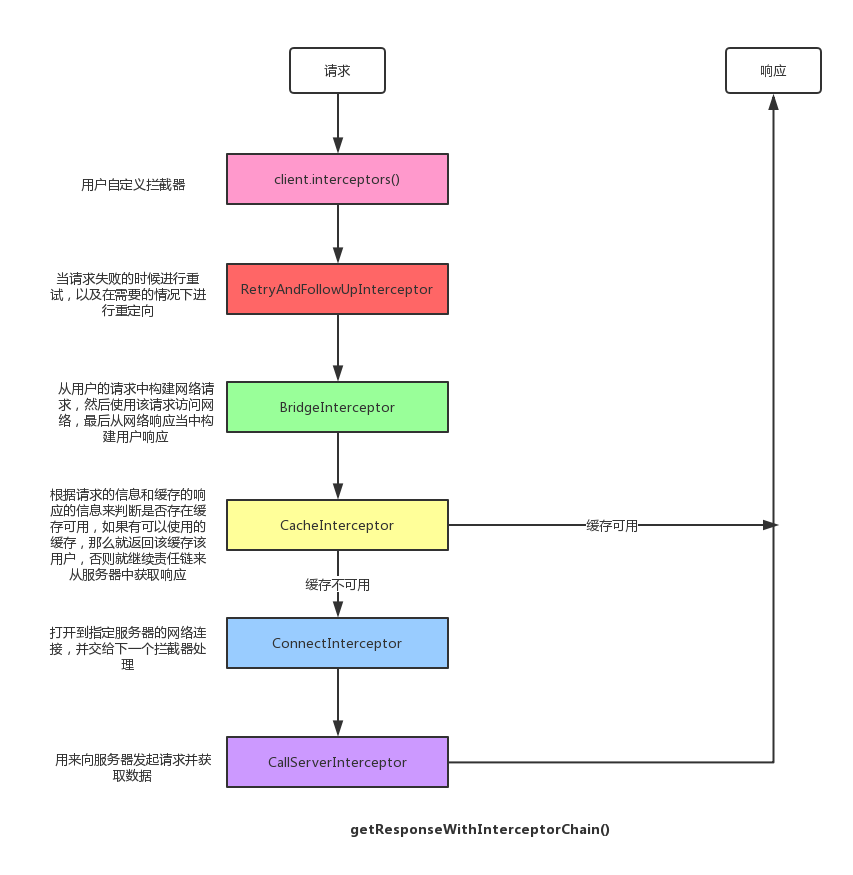 请求
响应
用户自定义拦截器
client.interceptors()
当请求失败的时候进行重
试，以及在需要的情况下进
行重定向
RetryAndFollowUpInterceptor
从用户的请求中构建网络请
求，然后使用该请求访问网
络，最后从网络响应当中构
建用户响应
BridgeInterceptor
根据请求的信息和缓存的响
应的信息来判断是否存在缓
存可用，如果有可以使用的
缓存，那么就返回该缓存该
用户，否则就继续责任链来
从服务器中获取响应
CacheInterceptor
缓存可用
缓存不可用
打开到指定服务器的网络连
接，并交给下一个拦截器处
理
ConnectInterceptor
用来向服务器发起请求并获
取数据
CallServerInterceptor
getResponseWithInterceptorChain()